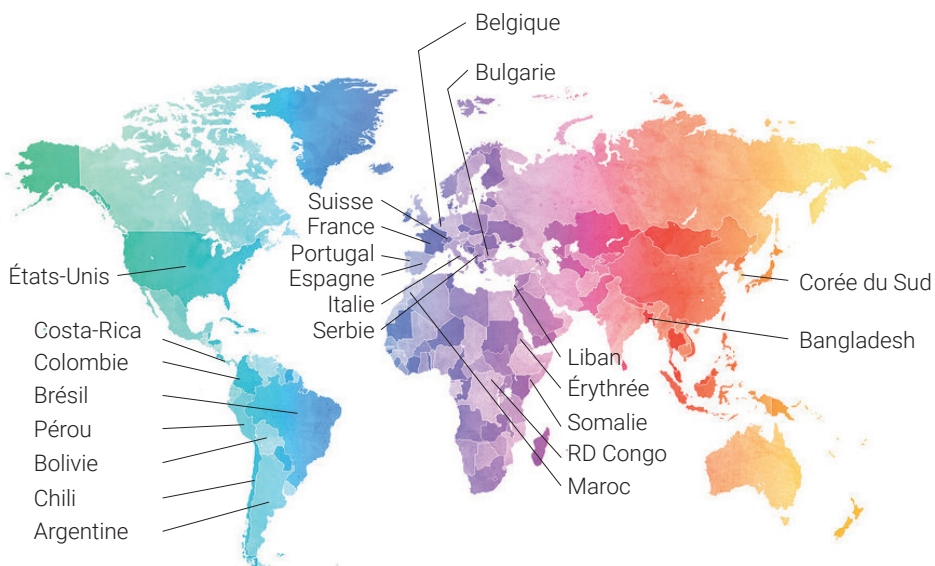 Belgique
Bulgarie
Suisse
France
Portugal
Espagne
Italie
Serbie
États-Unis
Costa-Rica
Colombie
Brésil
Pérou
Bolivie
Chili
Argentine
Liban
Érythrée
Somalie
RD Congo
Maroc
Corée du Sud
Bangladesh